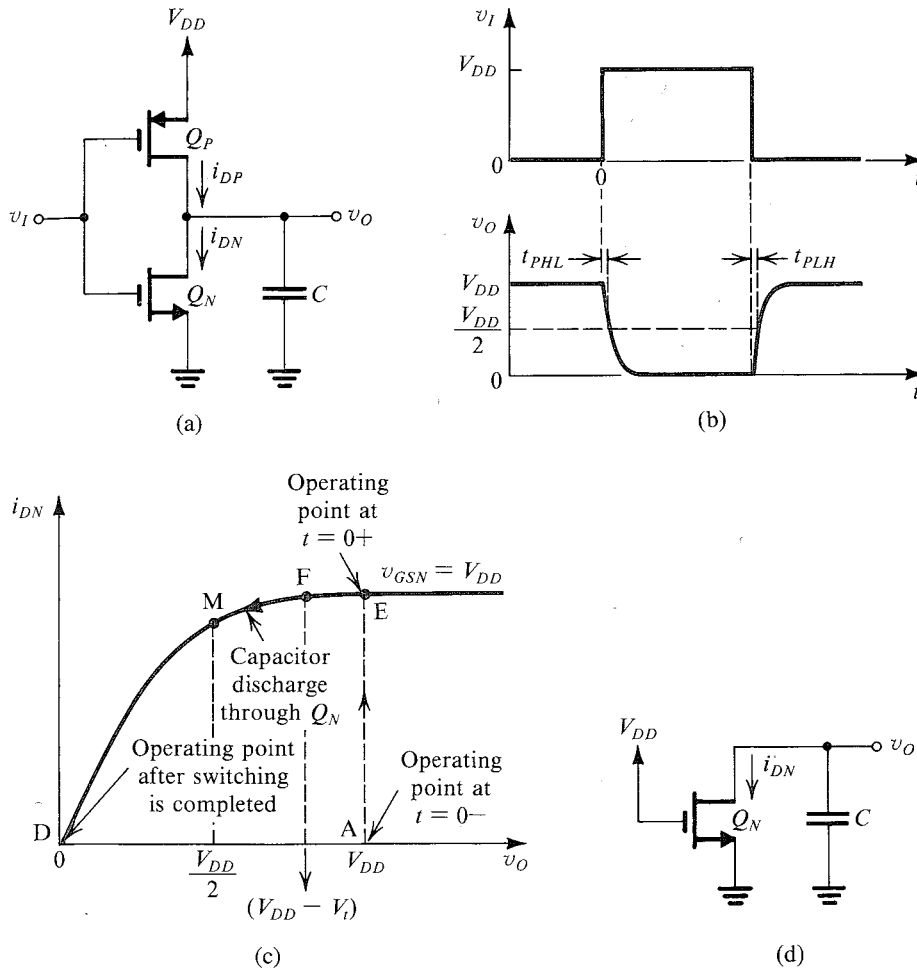 V_DD
Q_P
i_DP
v_I
v_O
i_DN
Q_N
C
(a)
v_I
V_DD
0
0
t
v_O
t_PHL
t_PLH
V_DD
V_DD
2
0
t
(b)
i_DN
Operating
point at
t = 0+
v_GSN = V_DD
F
M
E
Capacitor
discharge
through Q_N
Operating point
after switching
is completed
Operating
point at
t = 0−
D
A
0
V_DD
2
V_DD
v_O
(V_DD − V_t)
(c)
V_DD
v_O
i_DN
Q_N
C
(d)